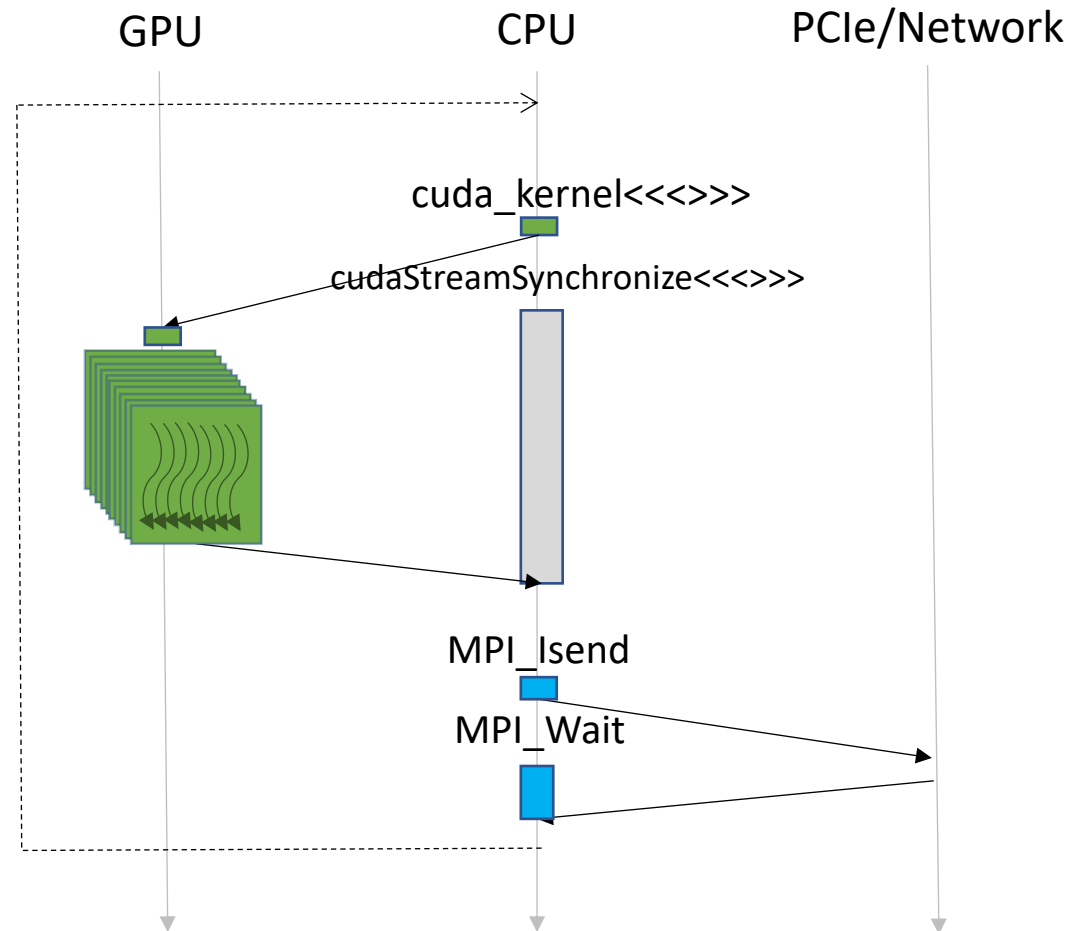 GPU
CPU
PCIe/Network
cuda_kernel<<<>>>
cudaStreamSynchronize<<<>>>
MPI_Isend
MPI_Wait